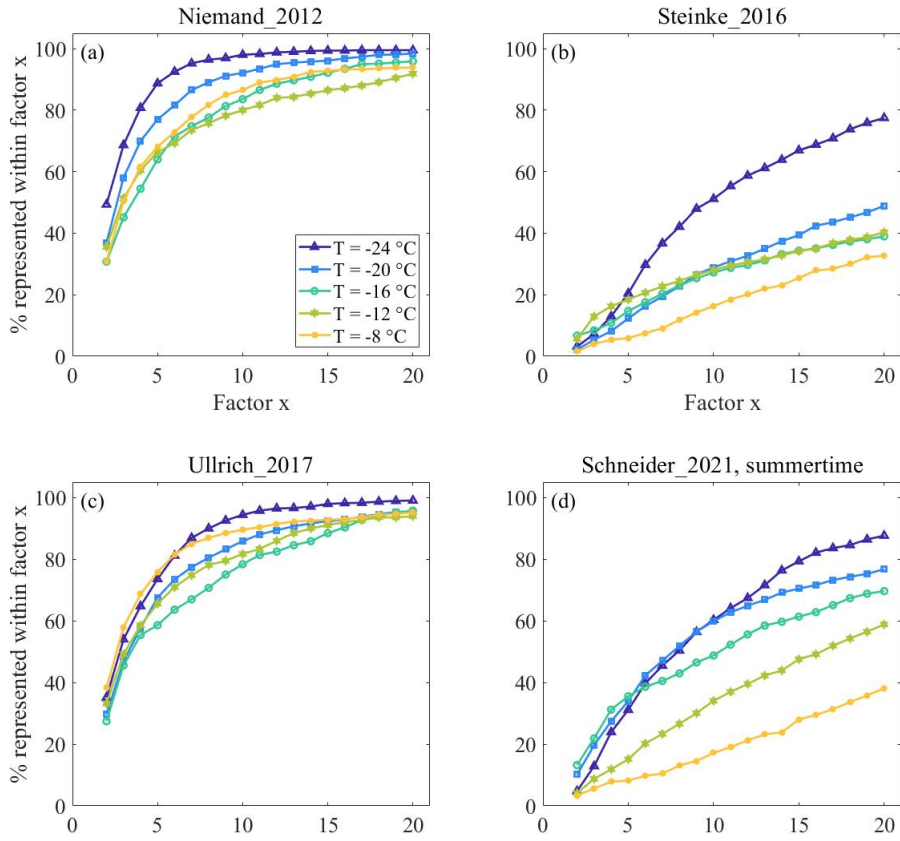 Niemand_2012
(a)
100
80
60
40
20
0
% represented within factor x
0 5 10 15 20
Factor x
T = -24 °C
T = -20 °C
T = -16 °C
T = -12 °C
T = -8 °C
Steinke_2016
(b)
100
80
60
40
20
0
0 5 10 15 20
Factor x
Ullrich_2017
(c)
100
80
60
40
20
0
% represented within factor x
0 5 10 15 20
Schneider_2021, summertime
(d)
100
80
60
40
20
0
0 5 10 15 20